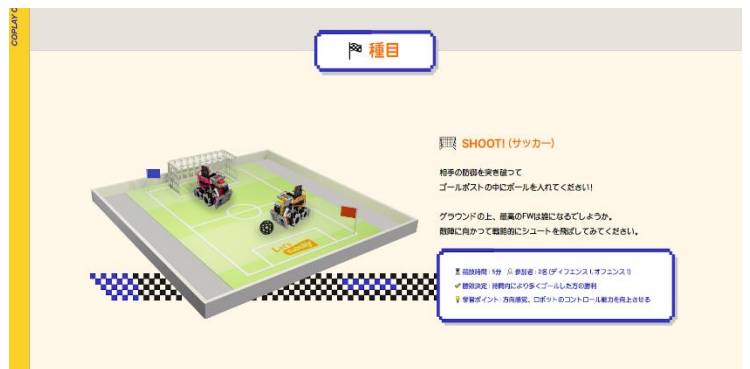 COPLAY C
種目
SHOOT! (サッカー)
相手の防御を突き破って
ゴールポストの中にボールを入れてください!
グラウンドの上、最高のFWは誰になるでしょうか。
敵陣に向かって戦略的にシュートを飛ばしてみてください。
競技時間 : 5分 参加者 : 2名 (ディフェンス 1, オフェンス 1)
勝敗決定 : 時間内により多くゴールした方の勝利
学習ポイント : 方向感覚、ロボットのコントロール能力を向上させる
Let's